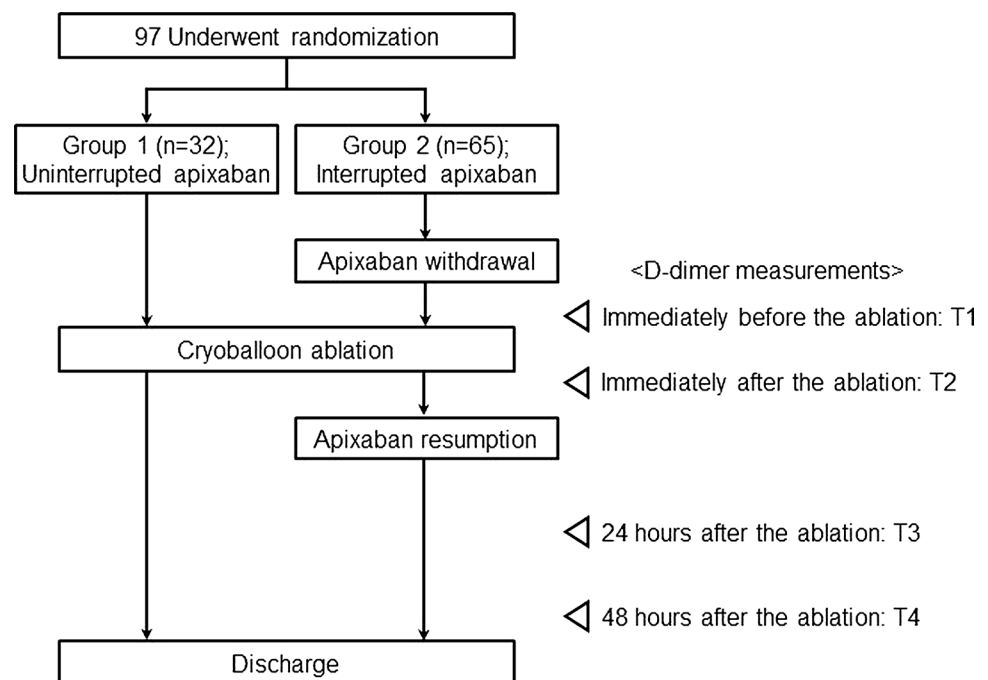 97 Underwent randomization
Group 1 (n=32);
Uninterrupted apixaban
Group 2 (n=65);
Interrupted apixaban
Apixaban withdrawal
<D-dimer measurements>
Immediately before the ablation: T1
Cryoballoon ablation
Immediately after the ablation: T2
Apixaban resumption
24 hours after the ablation: T3
48 hours after the ablation: T4
Discharge